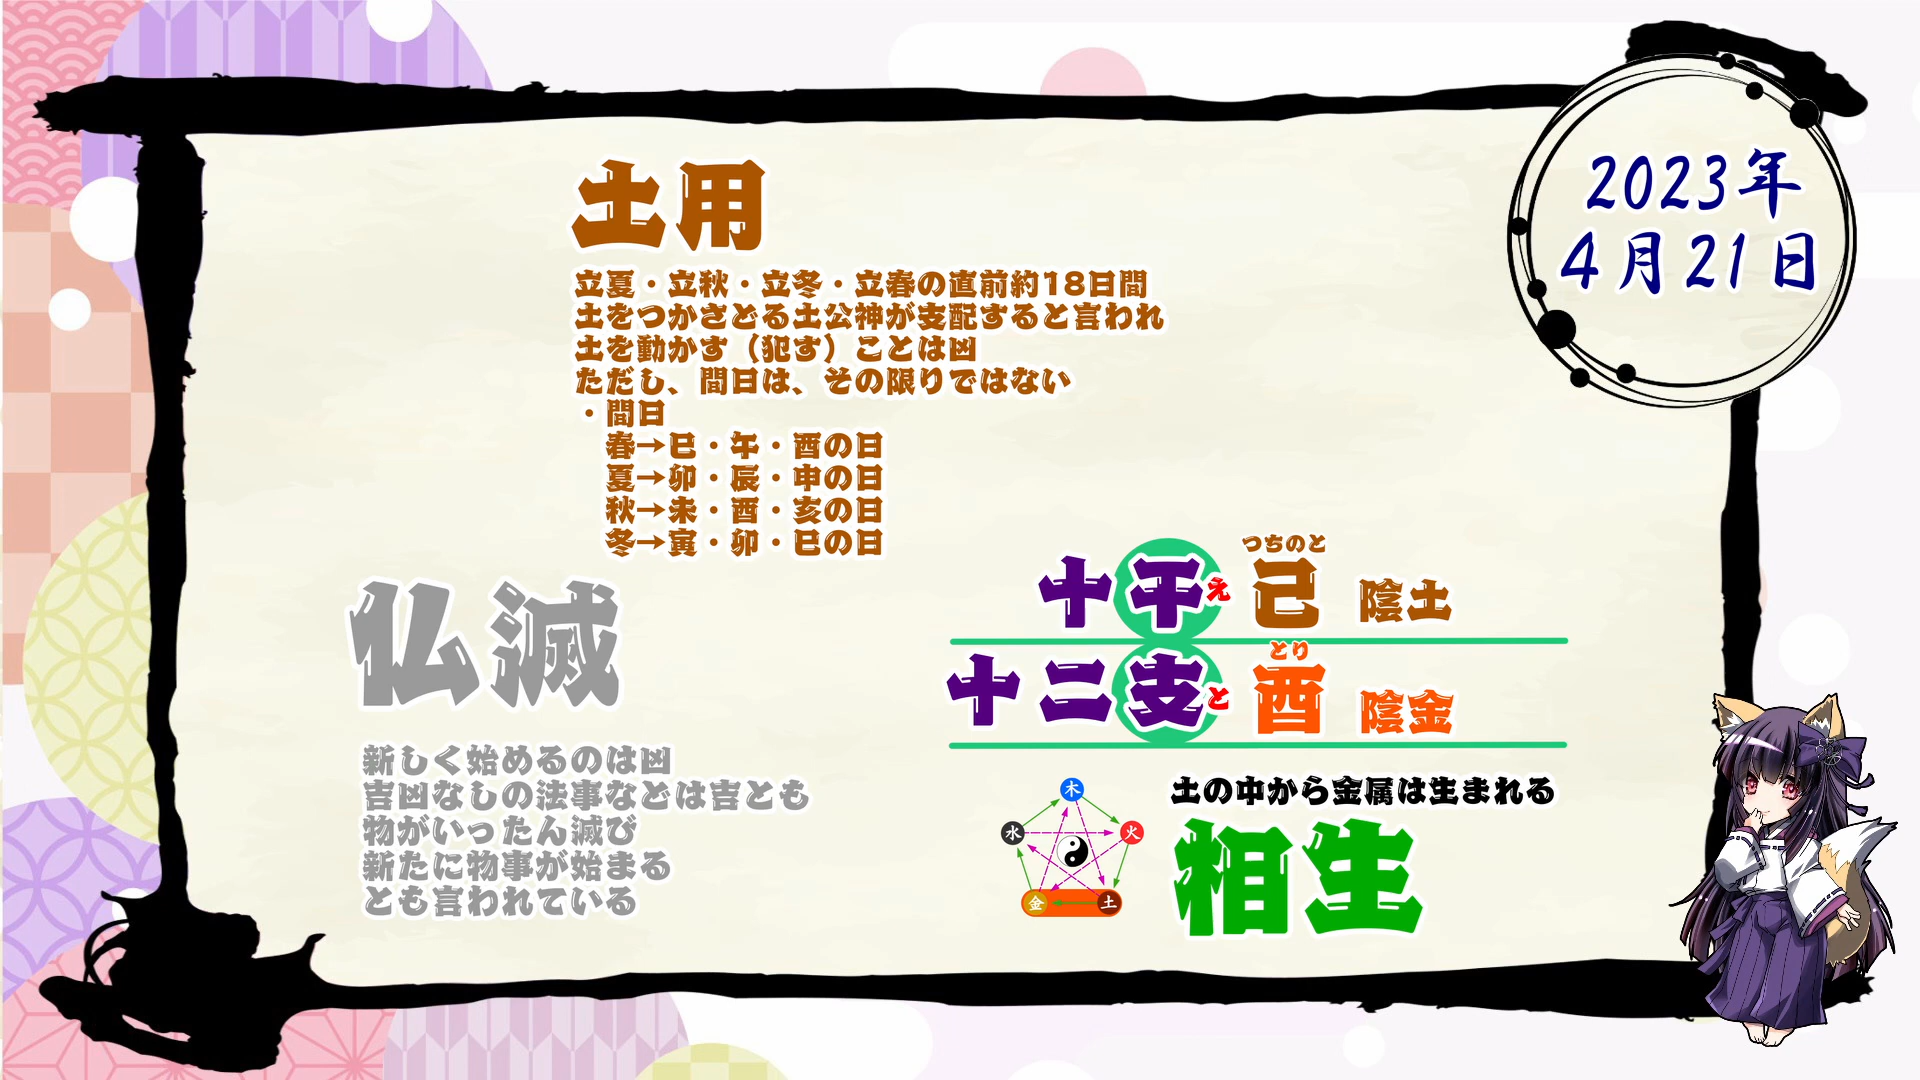 2023年
4月21日
土用
立夏・立秋・立冬・立春の直前約18日間
土をつかさどる土公神が支配すると言われ
土を動かす（犯す）ことは凶
ただし、間日は、その限りではない
・間日
春→巳・午・酉の日
夏→卯・辰・申の日
秋→未・酉・亥の日
冬→寅・卯・巳の日
仏滅
新しく始めるのは凶
吉凶なしの法事などは吉とも
物がいったん滅び
新たに物事が始まる
とも言われている
つちのと
十干え 己 陰土
とり
十二支と 酉 陰金
土の中から金属は生まれる
相生
木
水 火
金 土